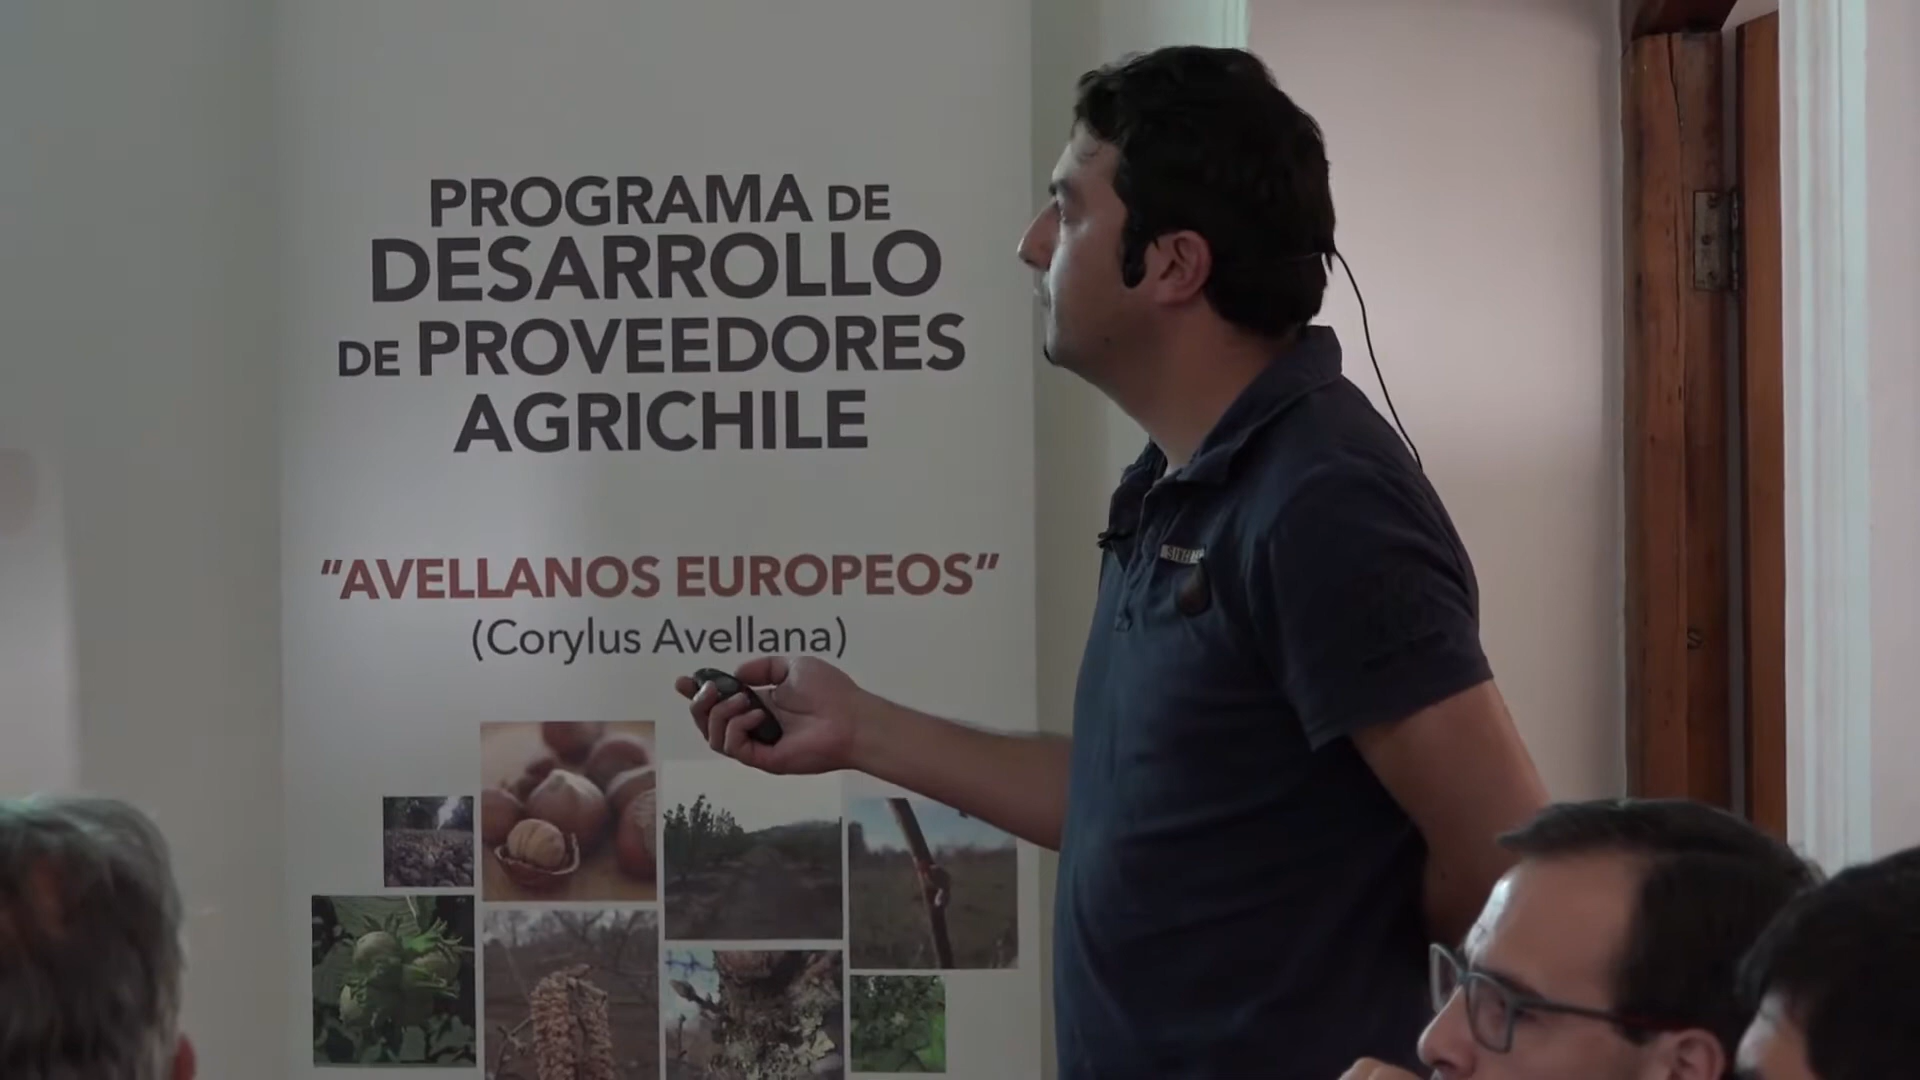 PROGRAMA DE
DESARROLLO
DE PROVEEDORES
AGRICHILE
“AVELLANOS EUROPEOS”
(Corylus Avellana)